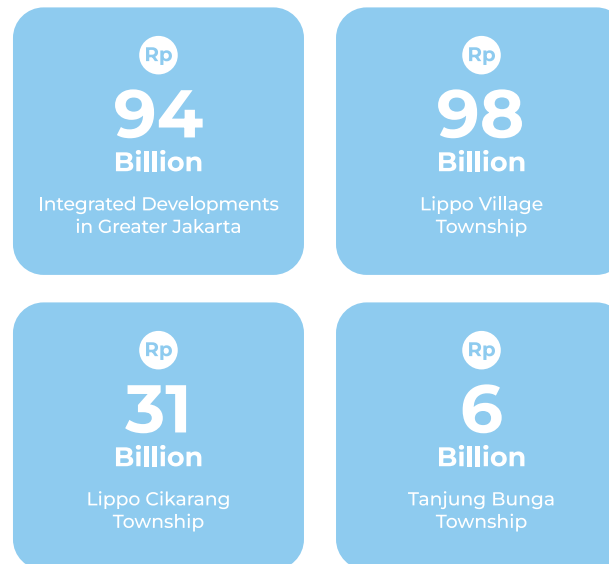 Rp
94
Billion
Integrated Developments
in Greater Jakarta
Rp
98
Billion
Lippo Village
Township
Rp
31
Billion
Lippo Cikarang
Township
Rp
6
Billion
Tanjung Bunga
Township